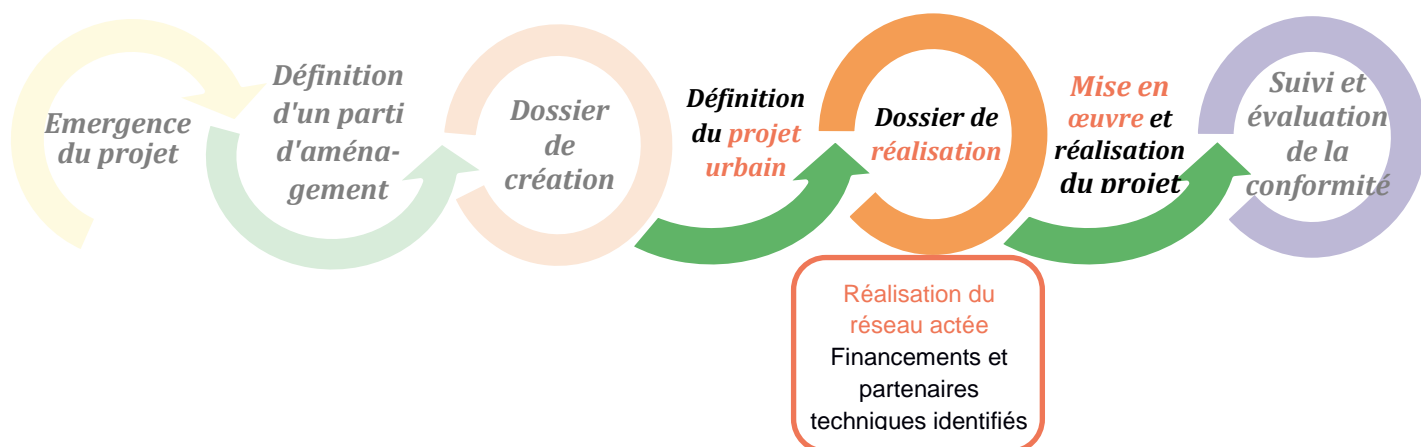 Emergence
du projet
Définition
d'un parti
d'aména-
gement
Dossier
de
création
Définition
du projet
urbain
Dossier de
réalisation
Mise en
œuvre et
réalisation
du projet
Suivi et
évaluation
de la
conformité
Réalisation du
réseau actée
Financements et
partenaires
techniques identifiés